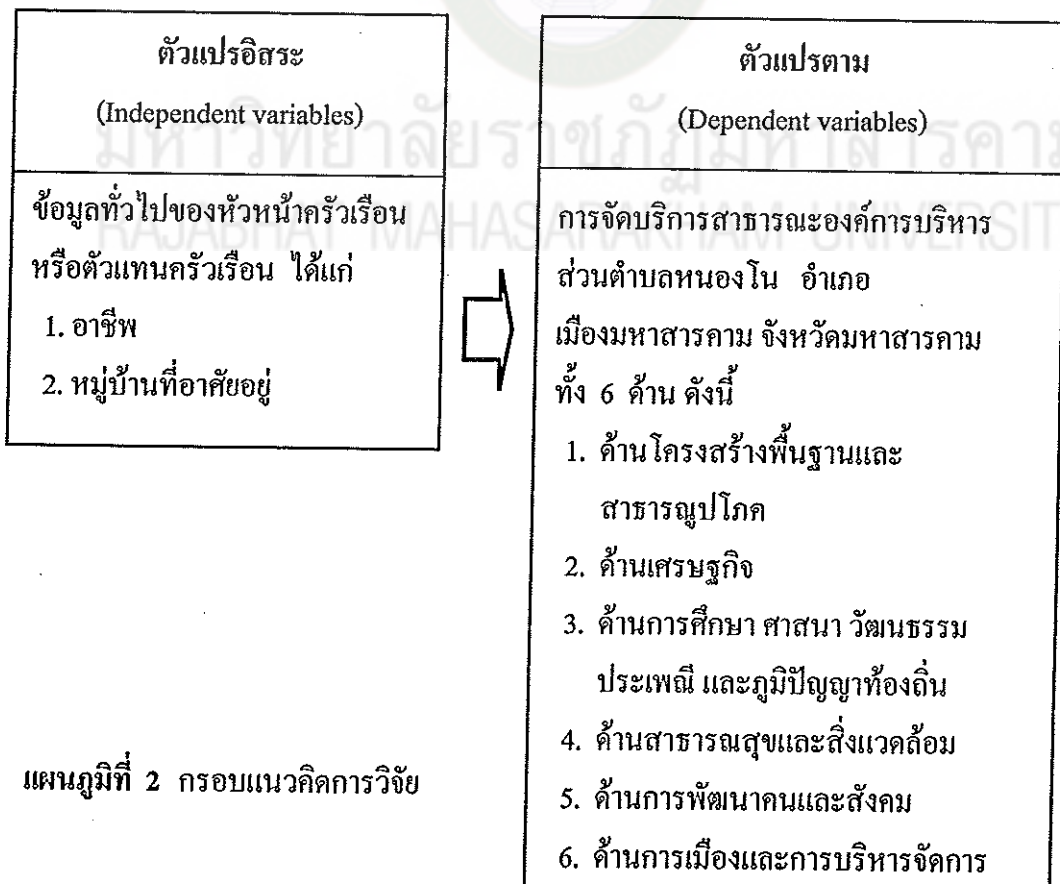 ตัวแปรอิสระ
(Independent variables)
ข้อมูลทั่วไปของหัวหน้าครัวเรือน
หรือตัวแทนครัวเรือน ได้แก่
1. อาชีพ
2. หมู่บ้านที่อาศัยอยู่
ตัวแปรตาม
(Dependent variables)
การจัดบริการสาธารณะองค์การบริหาร
ส่วนตำบลหนองโน อำเภอ
เมืองมหาสารคาม จังหวัดมหาสารคาม
ทั้ง 6 ด้าน ดังนี้
1. ด้านโครงสร้างพื้นฐานและ
สาธารณูปโภค
2. ด้านเศรษฐกิจ
3. ด้านการศึกษา ศาสนา วัฒนธรรม
ประเพณี และภูมิปัญญาท้องถิ่น
4. ด้านสาธารณสุขและสิ่งแวดล้อม
5. ด้านการพัฒนาคนและสังคม
6. ด้านการเมืองและการบริหารจัดการ
แผนภูมิที่ 2 กรอบแนวคิดการวิจัย
มหาวิทยาลัยราชภัฏมหาสารคาม
RAJABHAT MAHASARAKHAM UNIVERSIT